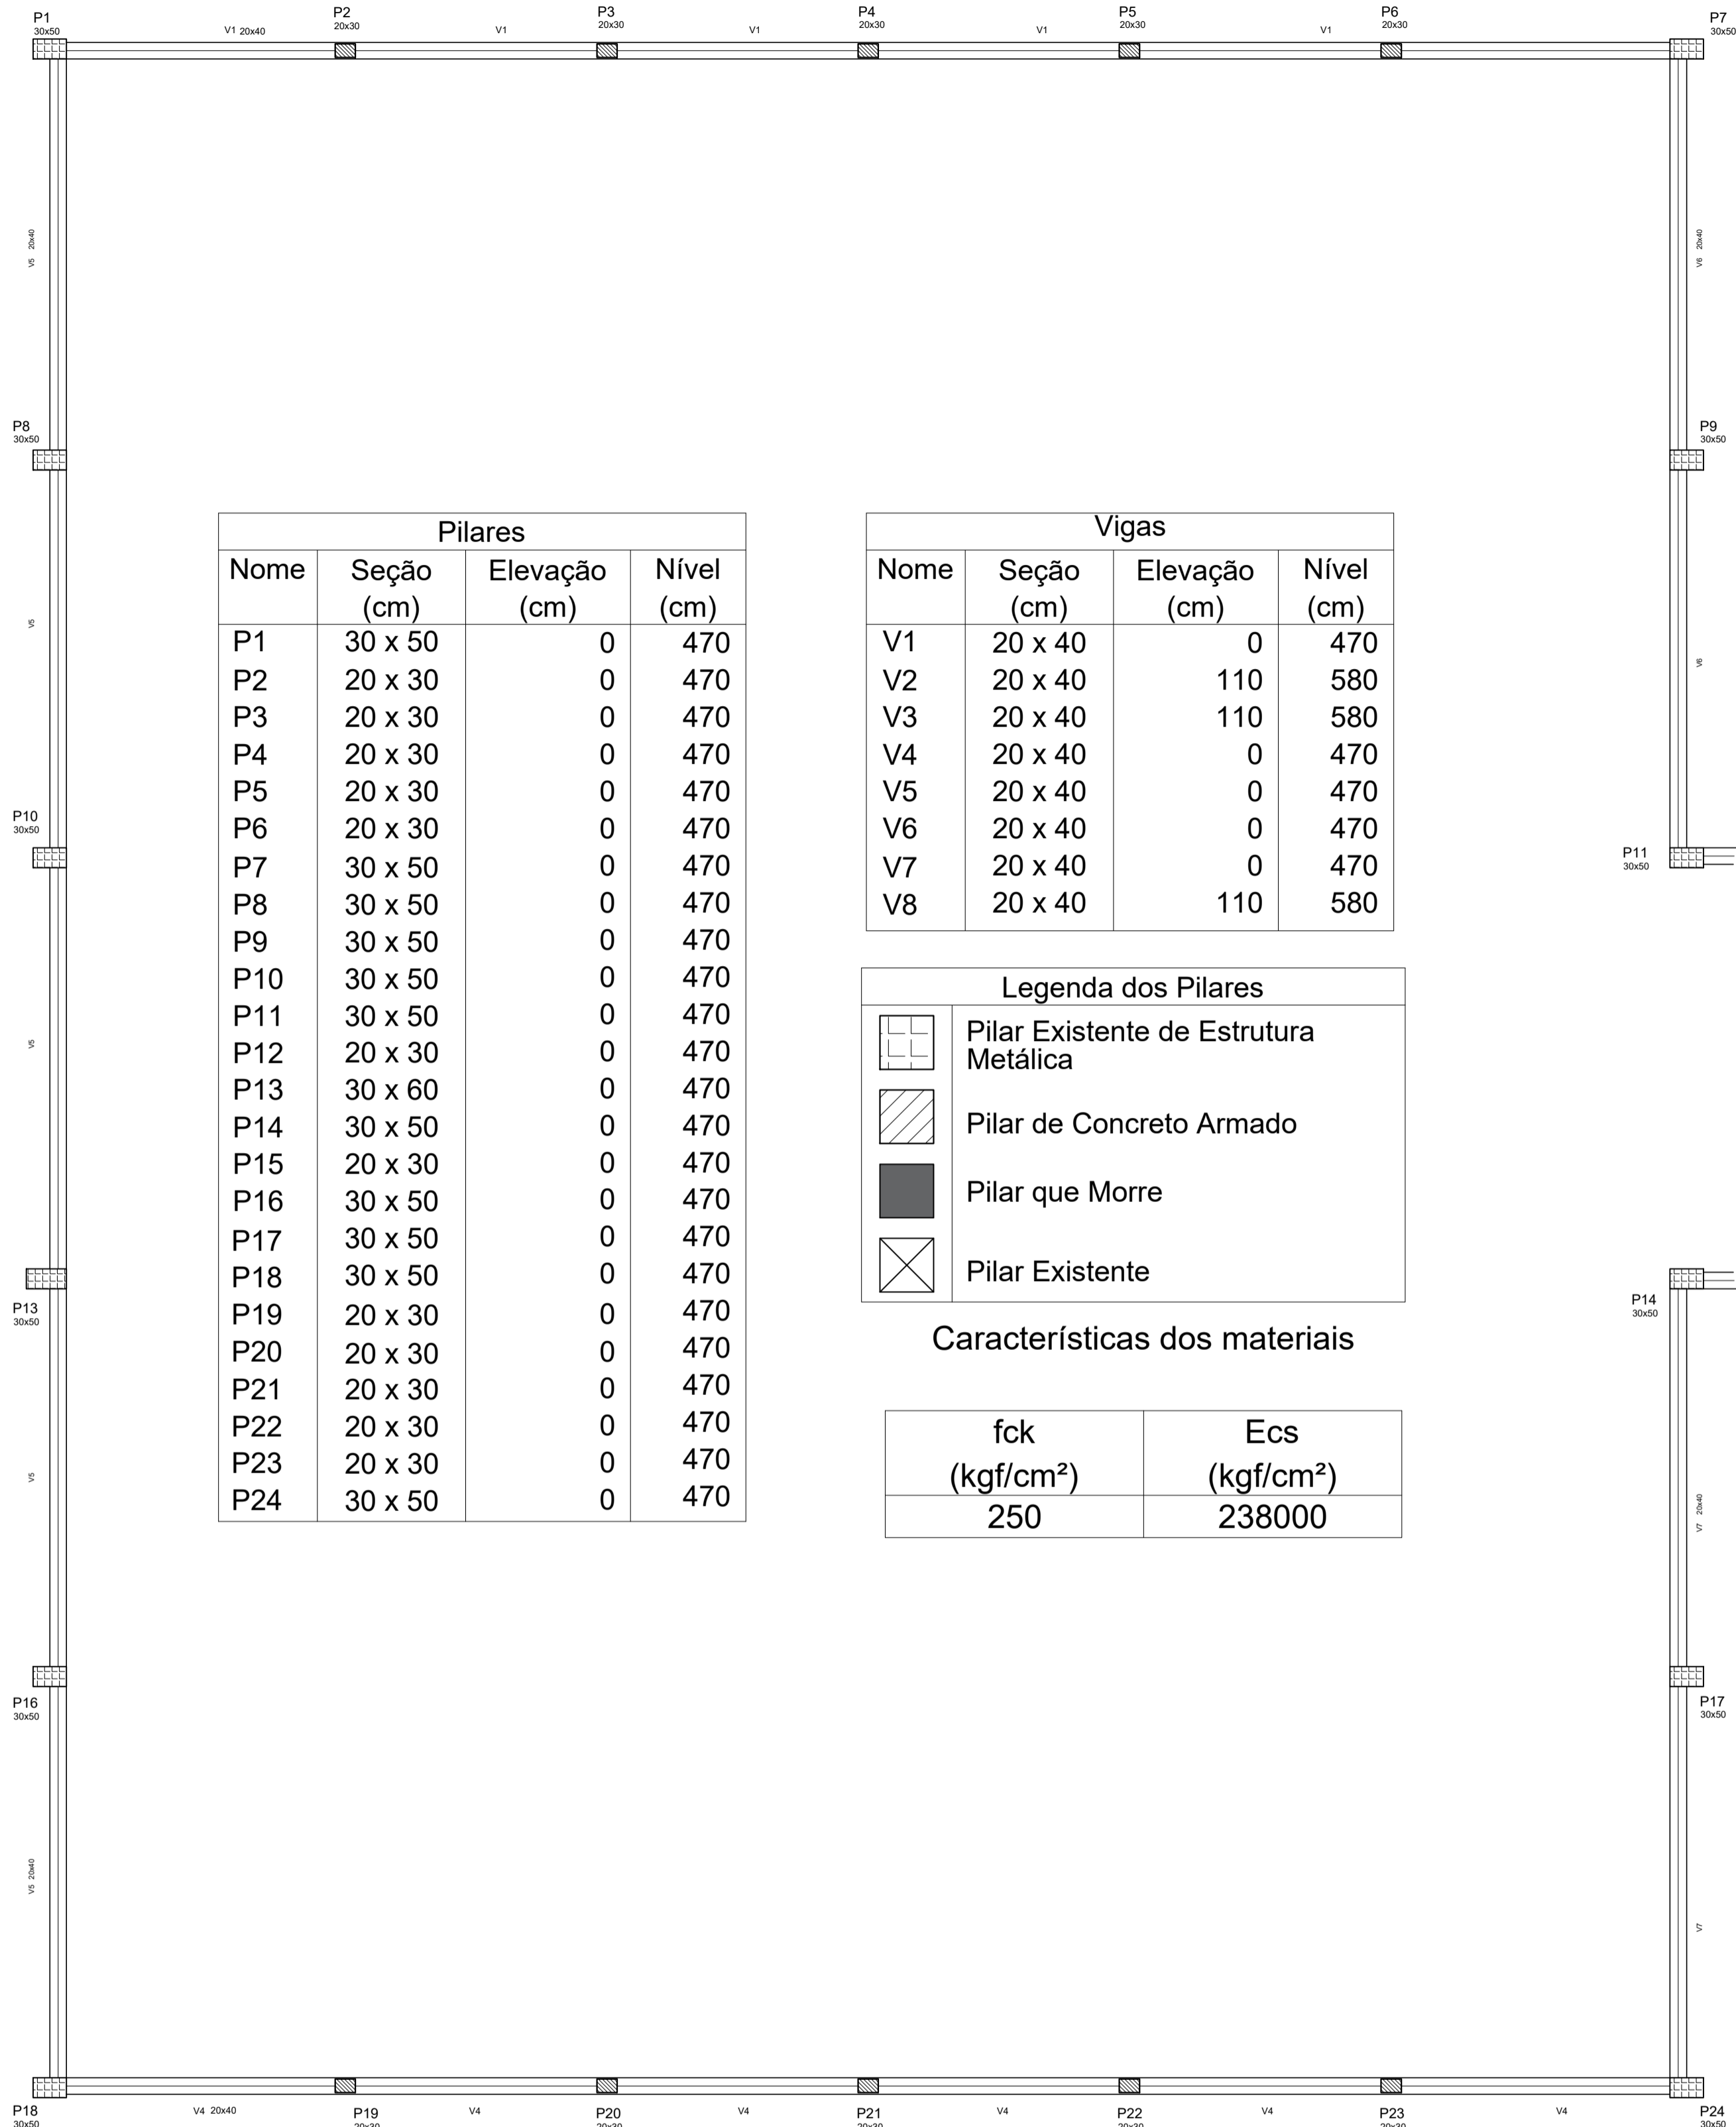 P1
30x50
V1 20x40
P2
20x30
V1
P3
20x30
V1
P4
20x30
V1
P5
20x30
V1
P6
20x30
P7
30x50
V5 20x40
V6 20x40
P8
30x50
P9
30x50
V5
V6
P10
30x50
P11
30x50
V5
P13
30x50
P14
30x50
V5
V7 20x40
P16
30x50
P17
30x50
V5 20x40
V7
Pilares
Nome Seção Elevação Nível
(cm) (cm) (cm)
P1 30 x 50 0 470
P2 20 x 30 0 470
P3 20 x 30 0 470
P4 20 x 30 0 470
P5 20 x 30 0 470
P6 20 x 30 0 470
P7 30 x 50 0 470
P8 30 x 50 0 470
P9 30 x 50 0 470
P10 30 x 50 0 470
P11 30 x 50 0 470
P12 20 x 30 0 470
P13 30 x 60 0 470
P14 30 x 50 0 470
P15 20 x 30 0 470
P16 30 x 50 0 470
P17 30 x 50 0 470
P18 30 x 50 0 470
P19 20 x 30 0 470
P20 20 x 30 0 470
P21 20 x 30 0 470
P22 20 x 30 0 470
P23 20 x 30 0 470
P24 30 x 50 0 470
Vigas
Nome Seção Elevação Nível
(cm) (cm) (cm)
V1 20 x 40 0 470
V2 20 x 40 110 580
V3 20 x 40 110 580
V4 20 x 40 0 470
V5 20 x 40 0 470
V6 20 x 40 0 470
V7 20 x 40 0 470
V8 20 x 40 110 580
Legenda dos Pilares
Pilar Existente de Estrutura
Metálica
Pilar de Concreto Armado
Pilar que Morre
Pilar Existente
Características dos materiais
fck Ecs
(kgf/cm²) (kgf/cm²)
250 238000
P18
30x50
V4 20x40
P19
20x30
V4
P20
20x30
V4
P21
20x30
V4
P22
20x30
V4
P23
20x30
V4
P24
30x50